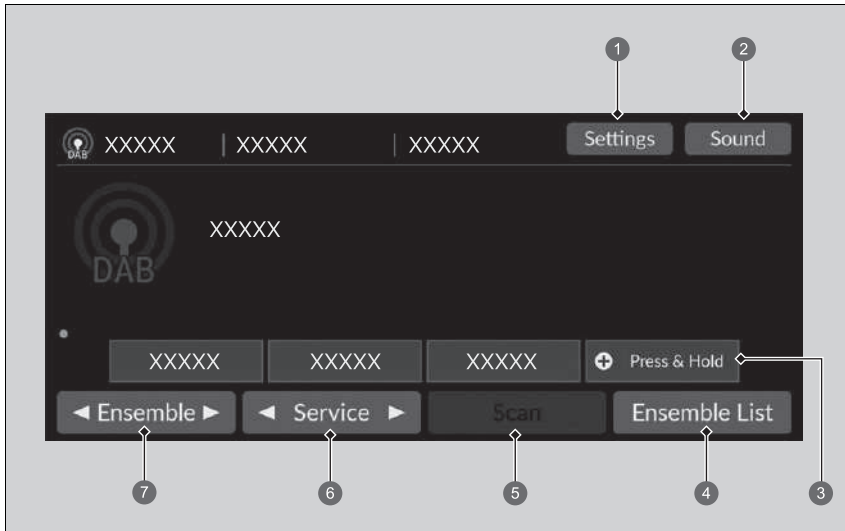 1 2
DAB XXXXX | XXXXX | XXXXX Settings Sound
XXXXX
DAB
XXXXX XXXXX XXXXX + Press & Hold
3
◄ Ensemble ► ◄ Service ► Scan Ensemble List
7 6 5 4